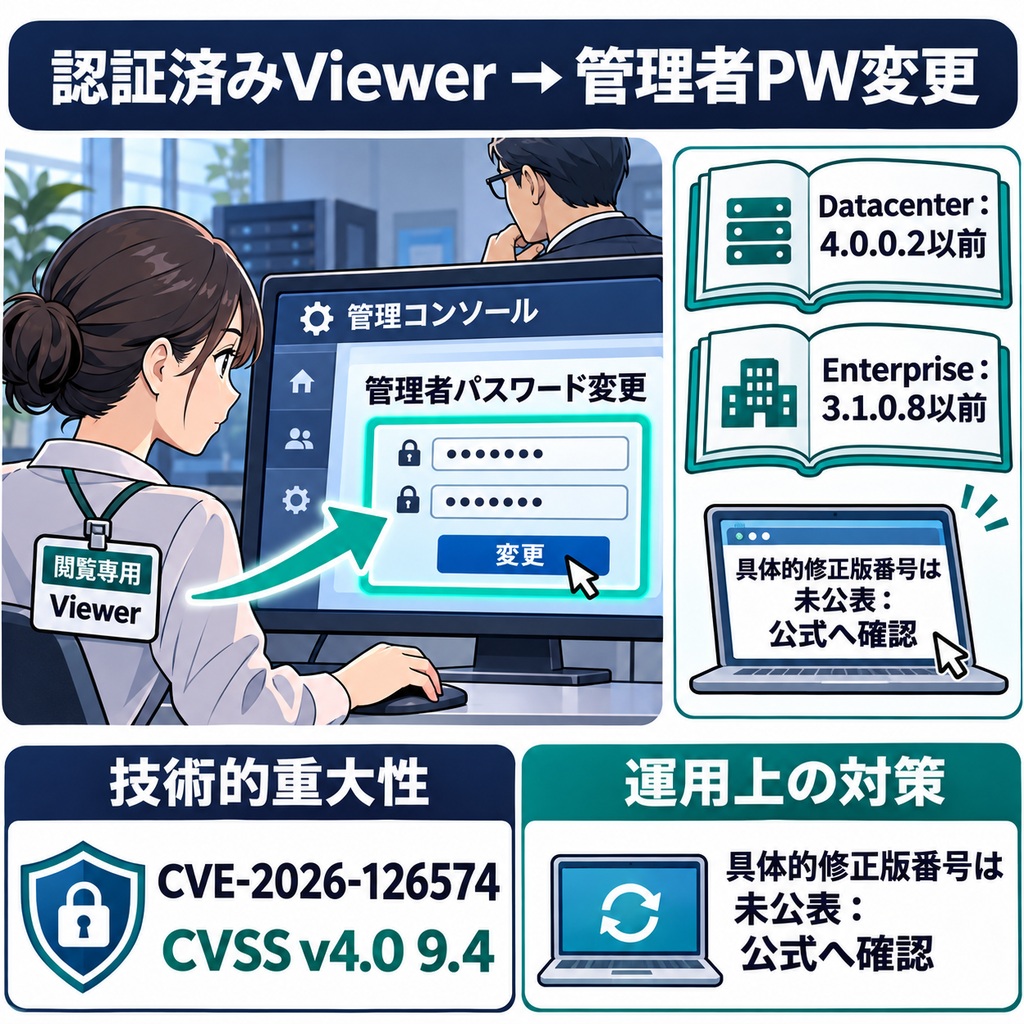 認証済みViewer→管理者PW変更
管理コンソール
管理者パスワード変更
変更
閲覧専用
Viewer
Datacenter：
4.0.0.2以前
Enterprise：
3.1.0.8以前
具体的修正版番号は
未公表：
公式へ確認
技術的重大性
CVE-2026-126574
CVSS v4.0 9.4
運用上の対策
具体的修正版番号は
未公表：
公式へ確認